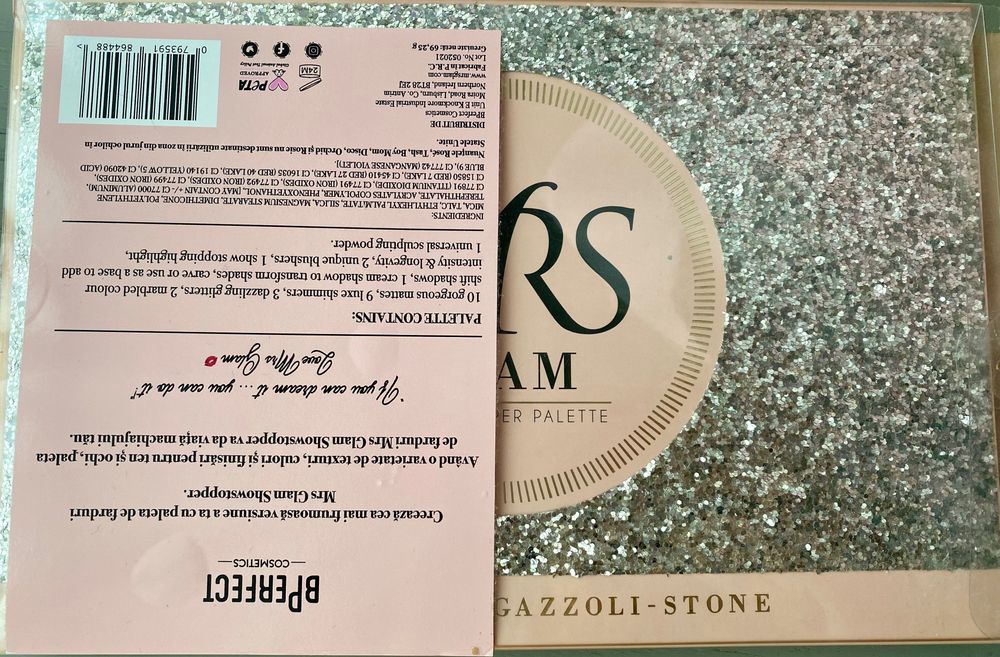 BPERFECT
—COSMETICS—
Creează cea mai frumoasă versiune a ta cu paleta de farduri
Mrs Glam Showstopper.
Având o varietate de texturi, culori și finisări pentru ten și ochi, paleta
de farduri Mrs Glam Showstopper va da viață machiajului tău.
"If you can dream it.... you can do it!"
Love Mrs Glam
PALETTE CONTAINS:
10 gorgeous mattes, 9 luxe shimmers, 3 dazzling glitters, 2 marbled colour
shift shadows, 1 cream shadow to transform shades, carve or use as a base to add
intensity & longevity, 2 unique blushers, 1 show stopping highlight,
1 universal sculpting powder.
INGREDIENTS:
MICA, TALC, ETHYLHEXYL PALMITATE, SILICA, MAGNESIUM STEARATE, DIMETHICONE, POLYETHYLENE
TEREPHTHALATE, ACRYLATES COPOLYMER, PHENOXYETHANOL, [MAY CONTAIN +/- CI 77000 (ALUMINUM),
CI 77891 (TITANIUM DIOXIDE), CI 77491 (IRON OXIDES), CI 77492 (IRON OXIDES), CI 77499 (IRON OXIDES),
CI 15850 (RED 7 LAKE), CI 45410 (RED 27 LAKE), CI 16035 (RED 40 LAKE), CI 19140 (YELLOW 5), CI 42090 (ACID
BLUE 9), CI 77742 (MANGANESE VIOLET)].
Nuanțele Rosé, Tash, Boy Mom, Disco, Orchid și Rosie nu sunt destinate utilizării în zona din jurul ochilor în
Statele Unite.
DISTRIBUIT DE
BPerfect Cosmetics
Unit E Knockmore Industrial Estate
Moira Road, Lisburn, Co. Antrim
Northern Ireland, BT28 2EJ
www.mrsglam.com
Fabricat în P.R.C.
Lot No. 052021
Greutate netă: 69,25 g
24M
PETA
APPROVED
Global Animal Test Policy
0 793591 864488 >
RS
AM
PER PALETTE
GAZZOLI-STONE